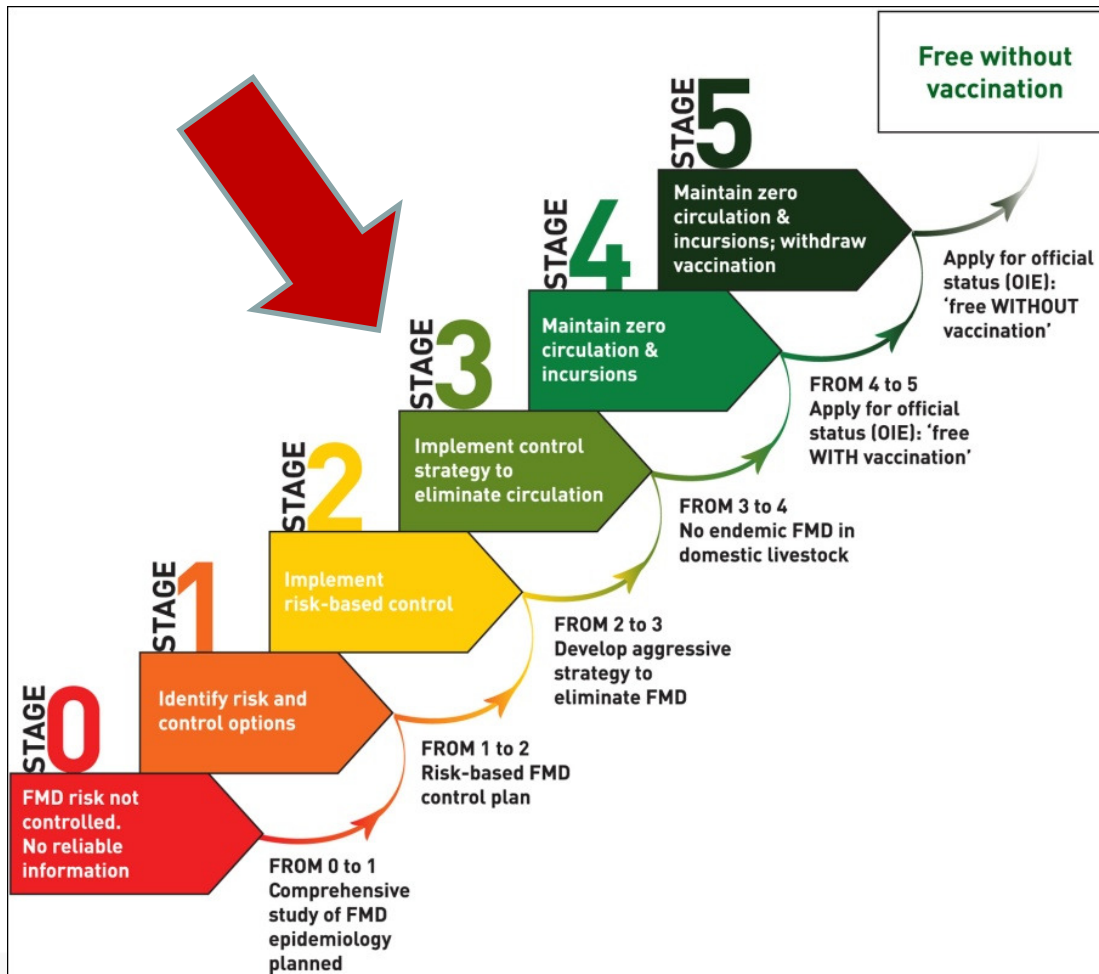 Free without
vaccination
STAGE 5
Maintain zero
circulation &
incursions; withdraw
vaccination
Apply for official
status (OIE):
‘free WITHOUT
vaccination’
STAGE 4
Maintain zero
circulation &
incursions
FROM 4 to 5
Apply for official
status (OIE): ‘free
WITH vaccination’
STAGE 3
Implement control
strategy to
eliminate circulation
FROM 3 to 4
No endemic FMD in
domestic livestock
STAGE 2
Implement
risk-based control
FROM 2 to 3
Develop aggressive
strategy to
eliminate FMD
STAGE 1
Identify risk and
control options
FROM 1 to 2
Risk-based FMD
control plan
STAGE 0
FMD risk not
controlled.
No reliable
information
FROM 0 to 1
Comprehensive
study of FMD
epidemiology
planned